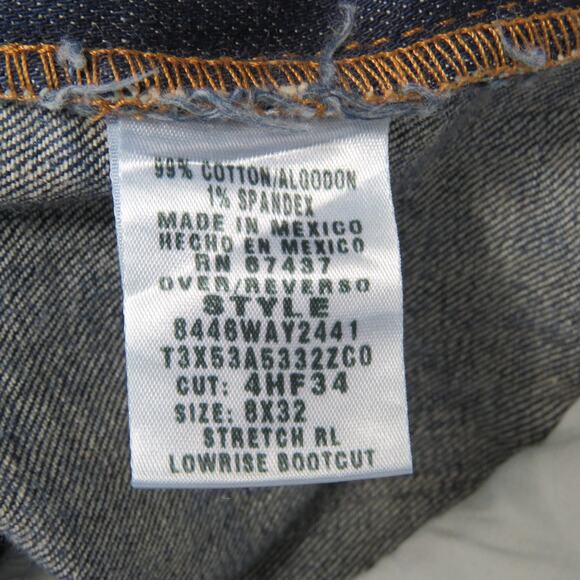 99% COTTON/ALGODON
1% SPANDEX
MADE IN MEXICO
HECHO EN MEXICO
RN 67437
OVER/REVERSO
STYLE
8446WAY2441
T3X53A5332ZC0
CUT: 4HF34
SIZE: 8X32
STRETCH RL
LOWRISE BOOTCUT